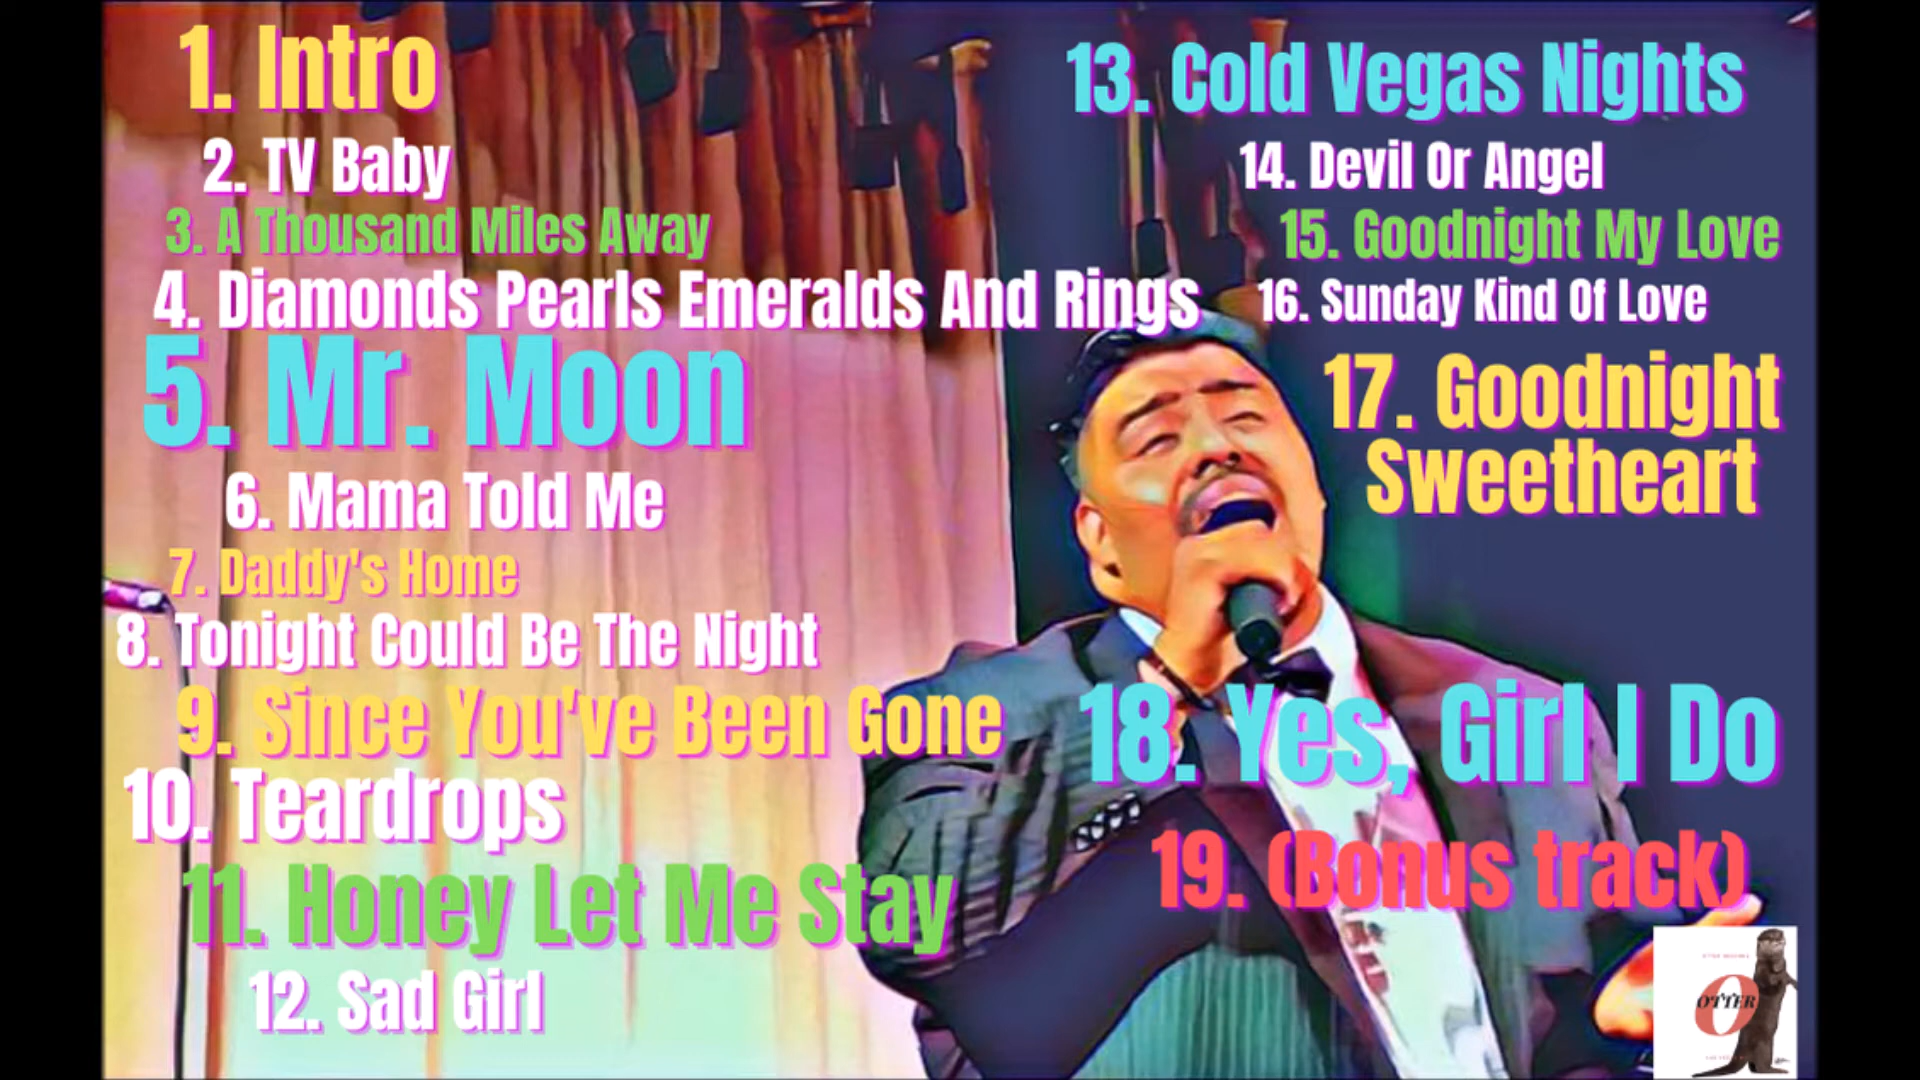 1. Intro
2. TV Baby
3. A Thousand Miles Away
4. Diamonds Pearls Emeralds And Rings
5. Mr. Moon
6. Mama Told Me
7. Daddy's Home
8. Tonight Could Be The Night
9. Since You've Been Gone
10. Teardrops
11. Honey Let Me Stay
12. Sad Girl
13. Cold Vegas Nights
14. Devil Or Angel
15. Goodnight My Love
16. Sunday Kind Of Love
17. Goodnight
Sweetheart
18. Yes, Girl I Do
19. (Bonus track)
O
OTTER